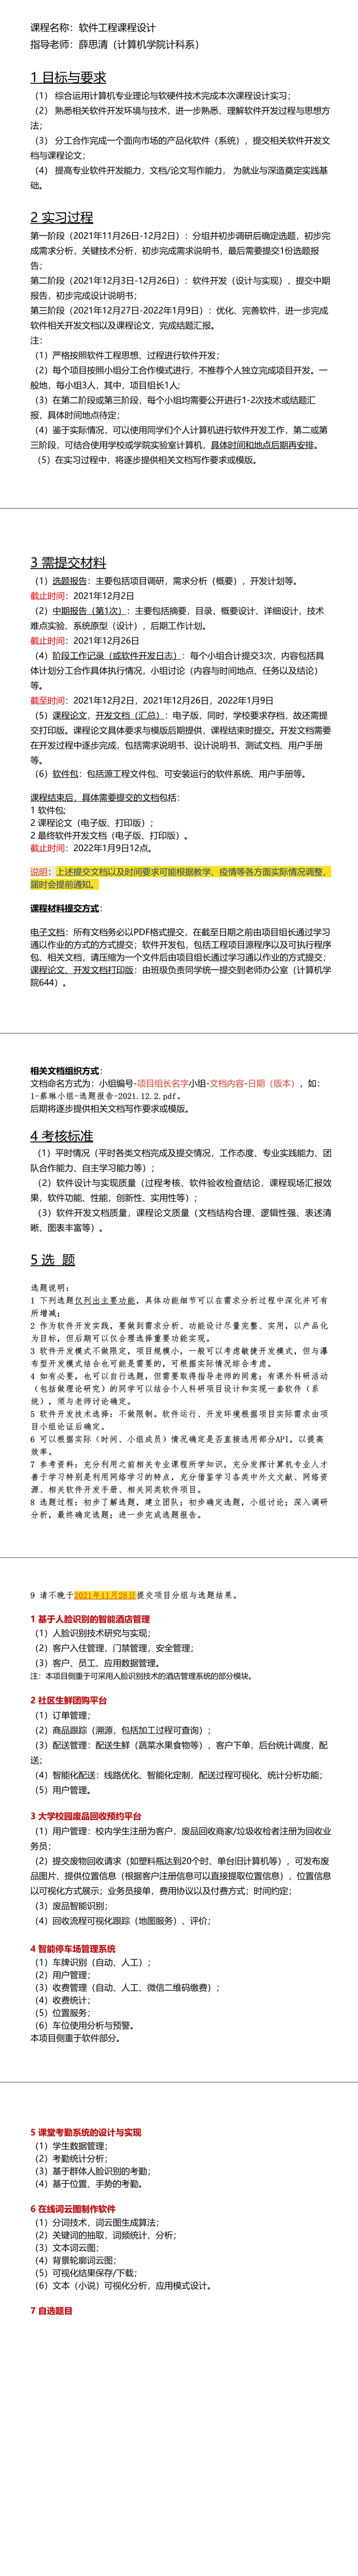 课程名称：软件工程课程设计
指导老师：薛思清（计算机学院计科系）
1 目标与要求
（1） 综合运用计算机专业理论与软硬件技术完成本次课程设计实习；
（2） 熟悉相关软件开发环境与技术，进一步熟悉、理解软件开发过程与思想方
法；
（3） 分工合作完成一个面向市场的产品化软件（系统），提交相关软件开发文
档与课程论文；
（4） 提高专业软件开发能力，文档/论文写作能力， 为就业与深造奠定实践基
础。
2 实习过程
第一阶段（2021年11月26日-12月2日）：分组并初步调研后确定选题，初步完
成需求分析，关键技术分析，初步完成需求说明书，最后需要提交1份选题报
告；
第二阶段（2021年12月3日-12月26日）：软件开发（设计与实现），提交中期
报告，初步完成设计说明书；
第三阶段（2021年12月27日-2022年1月9日）：优化、完善软件，进一步完成
软件相关开发文档以及课程论文，完成结题汇报。
注：
（1）严格按照软件工程思想、过程进行软件开发；
（2）每个项目按照小组分工合作模式进行，不推荐个人独立完成项目开发。一
般地，每小组3人，其中，项目组长1人;
（3）在第二阶段或第三阶段，每个小组均需要公开进行1-2次技术或结题汇
报，具体时间地点待定；
（4）鉴于实际情况，可以使用同学们个人计算机进行软件开发工作，第二或第
三阶段，可结合使用学校或学院实验室计算机，具体时间和地点后期再安排。
（5）在实习过程中，将逐步提供相关文档写作要求或模版。
3 需提交材料
（1）选题报告：主要包括项目调研，需求分析（概要），开发计划等。
截止时间：2021年12月2日
（2）中期报告（第1次）：主要包括摘要，目录，概要设计、详细设计，技术
难点实验、系统原型（设计），后期工作计划。
截止时间：2021年12月26日
（4）阶段工作记录（或软件开发日志）：每个小组合计提交3次，内容包括具
体计划分工合作具体执行情况，小组讨论（内容与时间地点、任务以及结论）
等。
截至时间：2021年12月2日，2021年12月26日，2022年1月9日
（5）课程论文，开发文档（汇总）：电子版，同时，学校要求存档，故还需提
交打印版。课程论文具体要求与模版后期提供，课程结束时提交。开发文档需要
在开发过程中逐步完成，包括需求说明书、设计说明书、测试文档、用户手册
等。
（6）软件包：包括源工程文件包、可安装运行的软件系统、用户手册等。
课程结束后，具体需要提交的文档包括：
1 软件包;
2 课程论文（电子版、打印版）；
2 最终软件开发文档（电子版、打印版）。
截止时间：2022年1月9日12点。
说明：上述提交文档以及时间要求可能根据教学、疫情等各方面实际情况调整，
届时会提前通知。
课程材料提交方式：
电子文档：所有文档务必以PDF格式提交，在截至日期之前由项目组长通过学习
通以作业的方式的方式提交；软件开发包，包括工程项目源程序以及可执行程序
包、相关文档，请压缩为一个文件后由项目组长通过学习通以作业的方式提交；
课程论文、开发文档打印版：由班级负责同学统一提交到老师办公室（计算机学
院644）。
相关文档组织方式：
文档命名方式为：小组编号-项目组长名字小组-文档内容-日期（版本），如：
1-蔡琳小组-选题报告-2021.12.2.pdf。
后期将逐步提供相关文档写作要求或模版。
4 考核标准
（1）平时情况（平时各类文档完成及提交情况，工作态度、专业实践能力、团
队合作能力、自主学习能力等）；
（2）软件设计与实现质量（过程考核、软件验收检查结论，课程现场汇报效
果，软件功能、性能，创新性、实用性等）；
（3）软件开发文档质量，课程论文质量（文档结构合理、逻辑性强、表述清
晰、图表丰富等）。
5 选 题
选题说明：
1 下列选题仅列出主要功能，具体功能细节可以在需求分析过程中深化并可有
所增减；
2 作为软件开发实践，要做到需求分析、功能设计尽量完整、实用，以产品化
为目标，但后期可以仅合理选择重要功能实现。
3 软件开发模式不做限定，项目规模小，一般可以考虑敏捷开发模式，但与瀑
布型开发模式结合也可能是需要的，可根据实际情况综合考虑。
4 如有必要，也可以自行选题，但需要取得指导老师的同意；有课外科研活动
（包括做理论研究）的同学可以结合个人科研项目设计和实现一套软件（系
统），须与老师讨论确定。
5 软件开发技术选择：不做限制。软件运行、开发环境根据项目实际需求由项
目小组论证后确定。
6 可以根据实际（时间、小组成员）情况确定是否直接选用部分API，以提高
效率。
7 参考资料：充分利用之前相关专业课程所学知识，充分发挥计算机专业人才
善于学习特别是利用网络学习的特点，充分借鉴学习各类中外文文献、网络资
源、相关软件开发手册、相关同类软件项目。
8 选题过程：初步了解选题，建立团队；初步确定选题，小组讨论；深入调研
分析，最终确定选题；进一步完成选题报告。
9 请不晚于2021年11月28日提交项目分组与选题结果。
1 基于人脸识别的智能酒店管理
（1）人脸识别技术研究与实现；
（2）客户入住管理，门禁管理，安全管理；
（3）客户、员工、应用数据管理。
注：本项目侧重于可采用人脸识别技术的酒店管理系统的部分模块。
2 社区生鲜团购平台
（1）订单管理；
（2）商品跟踪（溯源，包括加工过程可查询）；
（3）配送管理：配送生鲜（蔬菜水果食物等），客户下单，后台统计调度，配
送；
（4）智能化配送：线路优化、智能化定制，配送过程可视化、统计分析功能；
（5）用户管理。
3 大学校园废品回收预约平台
（1）用户管理：校内学生注册为客户，废品回收商家/垃圾收检者注册为回收业
务员；
（2）提交废物回收请求（如塑料瓶达到20个时、单台旧计算机等），可发布废
品图片、提供位置信息（根据客户注册信息可以直接提取位置信息），位置信息
以可视化方式展示；业务员接单，费用协议以及付费方式；时间约定；
（3）废品智能识别；
（4）回收流程可视化跟踪（地图服务）、评价；
4 智能停车场管理系统
（1）车牌识别（自动、人工）；
（2）用户管理；
（3）收费管理（自动、人工、微信二维码缴费）；
（4）收费统计；
（5）位置服务；
（6）车位使用分析与预警。
本项目侧重于软件部分。
5 课堂考勤系统的设计与实现
（1）学生数据管理；
（2）考勤统计分析；
（3）基于群体人脸识别的考勤；
（4）基于位置、手势的考勤。
6 在线词云图制作软件
（1）分词技术，词云图生成算法；
（2）关键词的抽取，词频统计、分析；
（3）文本词云图；
（4）背景轮廓词云图；
（5）可视化结果保存/下载；
（6）文本（小说）可视化分析，应用模式设计。
7 自选题目